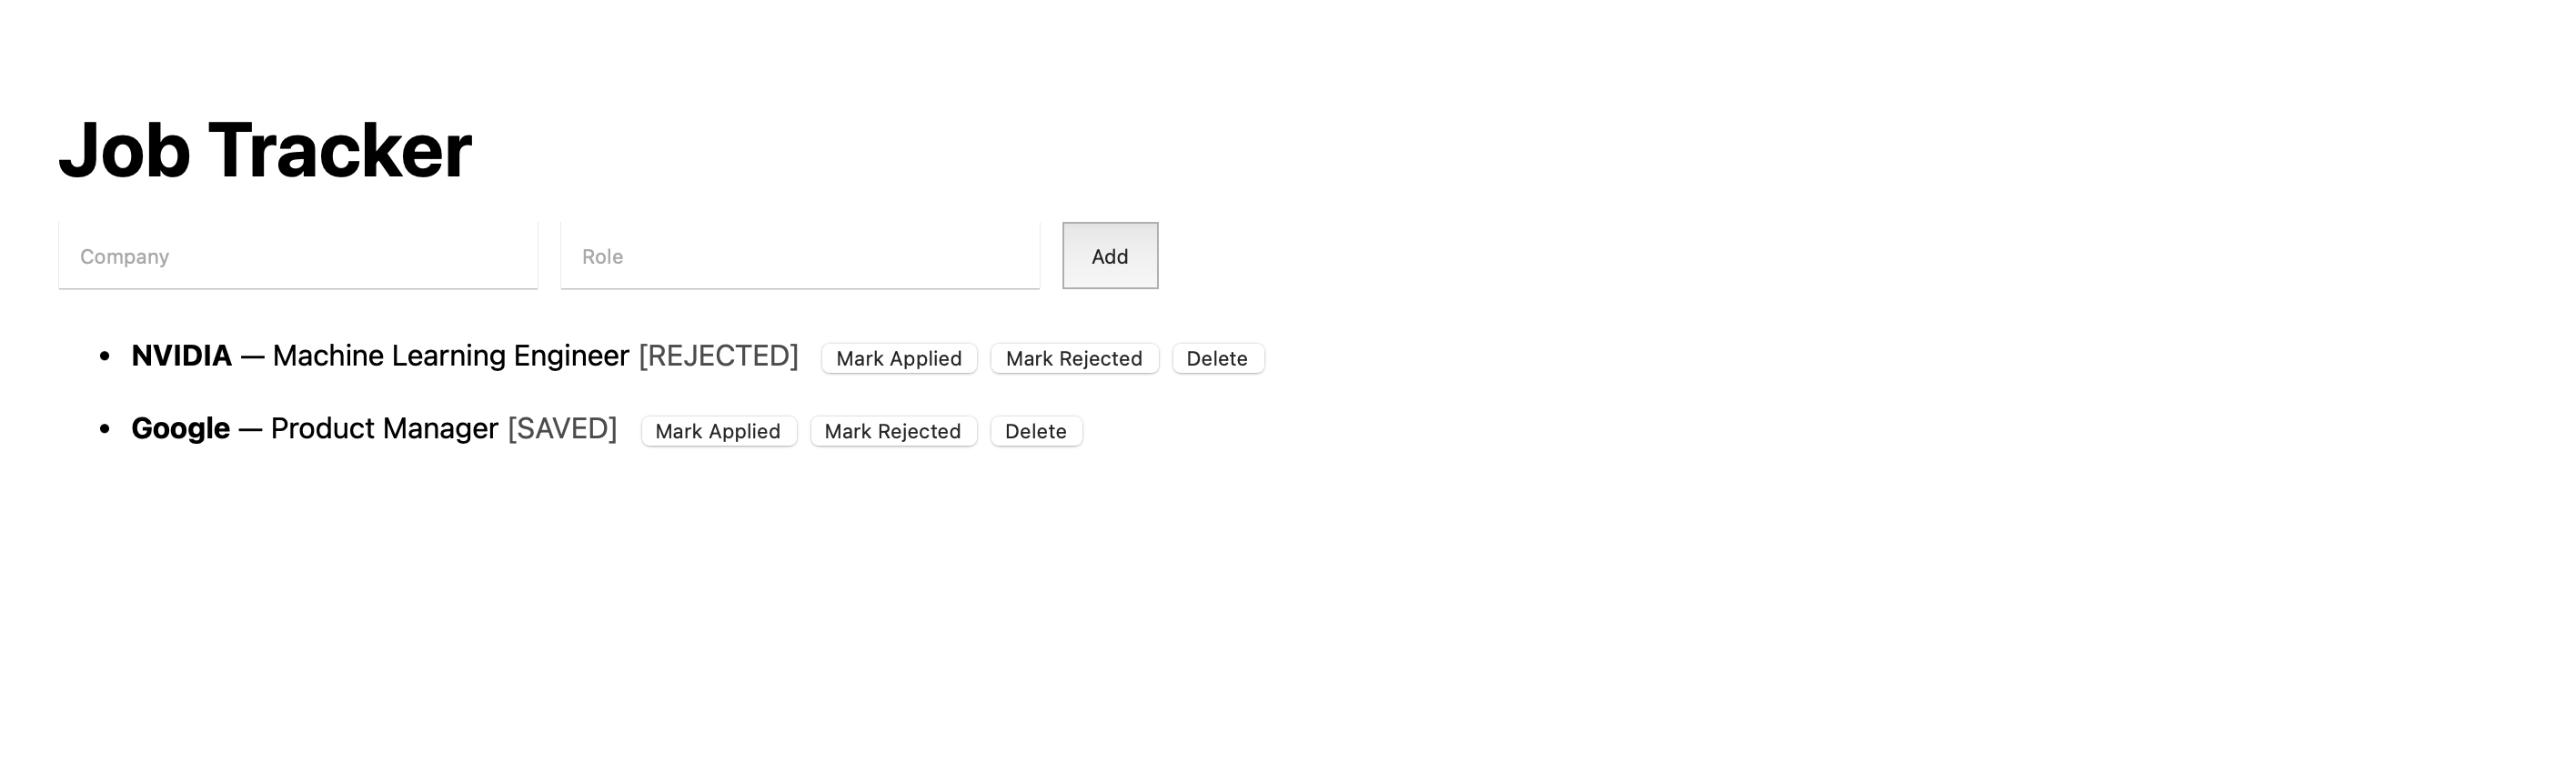 Job Tracker
Company Role Add
• NVIDIA — Machine Learning Engineer [REJECTED] Mark Applied Mark Rejected Delete
• Google — Product Manager [SAVED] Mark Applied Mark Rejected Delete